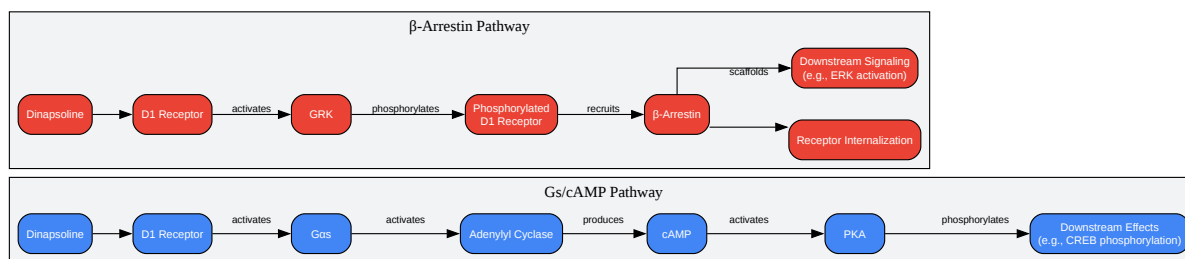 β-Arrestin Pathway
Dinapsoline
D1 Receptor
activates
GRK
phosphorylates
Phosphorylated
D1 Receptor
recruits
β-Arrestin
scaffolds
Downstream Signaling
(e.g., ERK activation)
Receptor Internalization
Gs/cAMP Pathway
Dinapsoline
D1 Receptor
activates
Gαs
activates
Adenylyl Cyclase
produces
cAMP
activates
PKA
phosphorylates
Downstream Effects
(e.g., CREB phosphorylation)